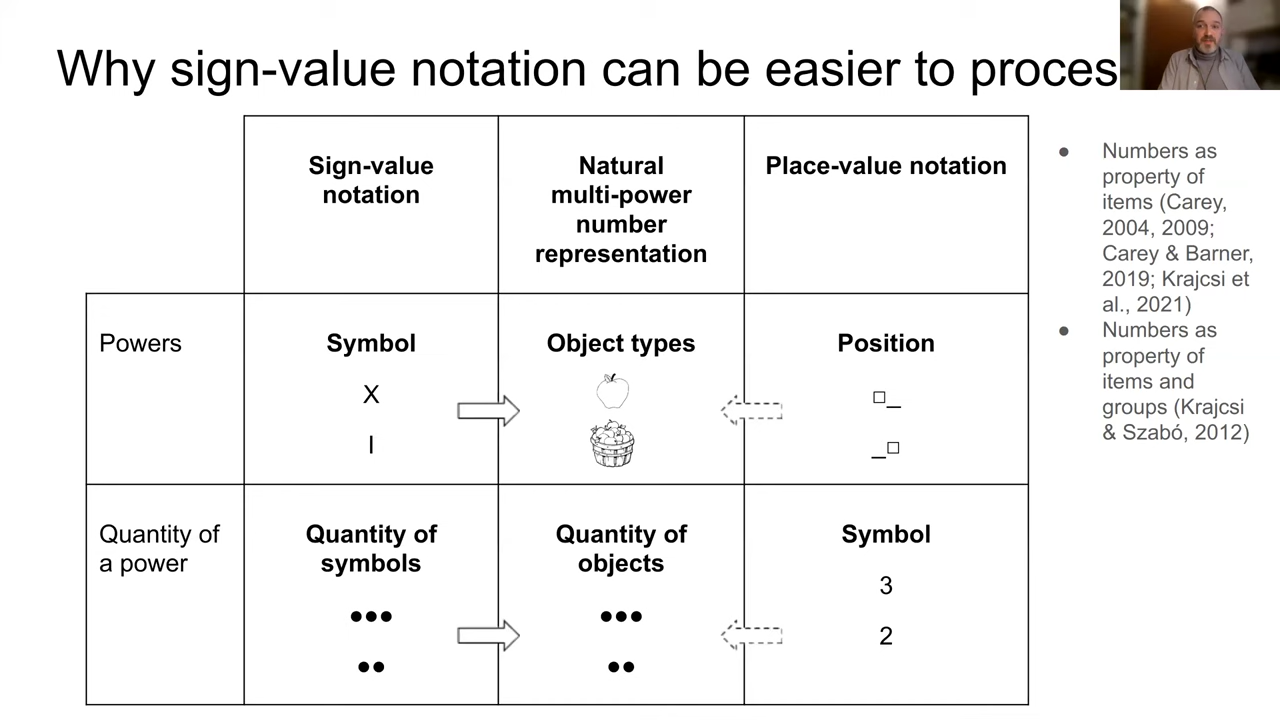 Why sign-value notation can be easier to proces
Sign-value
notation
Natural
multi-power
number
representation
Place-value notation
Powers
Symbol
X
I
Object types
Position
□_
_□
Quantity of
a power
Quantity of
symbols
●●●
●●
Quantity of
objects
●●●
●●
Symbol
3
2
● Numbers as
property of
items (Carey,
2004, 2009;
Carey & Barner,
2019; Krajcsi et
al., 2021)
● Numbers as
property of
items and
groups (Krajcsi
& Szabó, 2012)